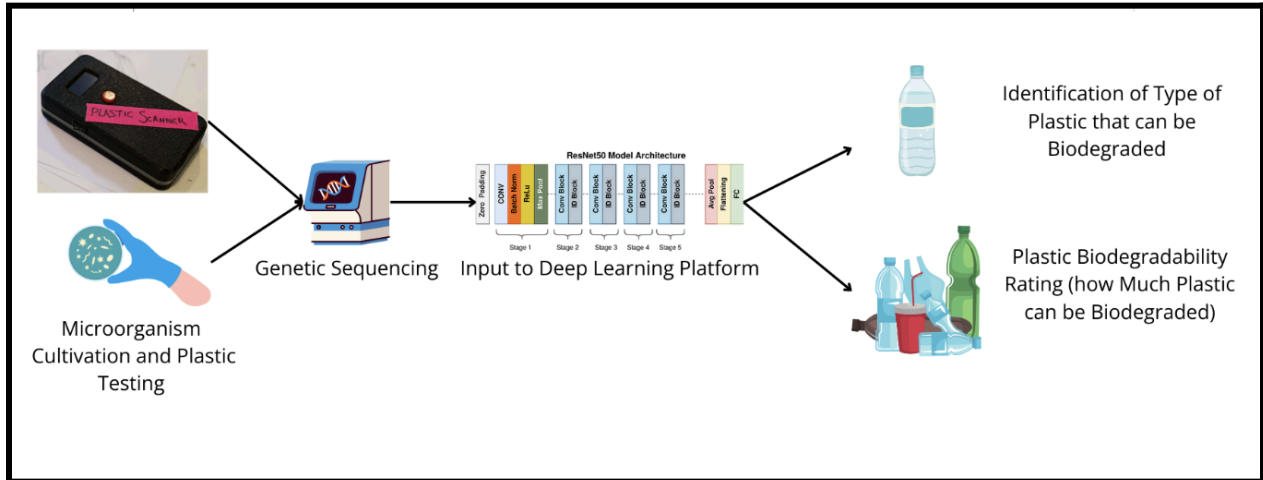 PLASTIC SCANNER
Microorganism
Cultivation and Plastic
Testing
Genetic Sequencing
ResNet50 Model Architecture
Zero Padding
CONV
Batch Norm
ReLu
Max Pool
Conv Block
ID Block
Conv Block
ID Block
Conv Block
ID Block
Conv Block
ID Block
Avg Pool
Flattening
FC
Stage 1
Stage 2
Stage 3
Stage 4
Stage 5
Input to Deep Learning Platform
Identification of Type of
Plastic that can be
Biodegraded
Plastic Biodegradability
Rating (how Much Plastic
can be Biodegraded)